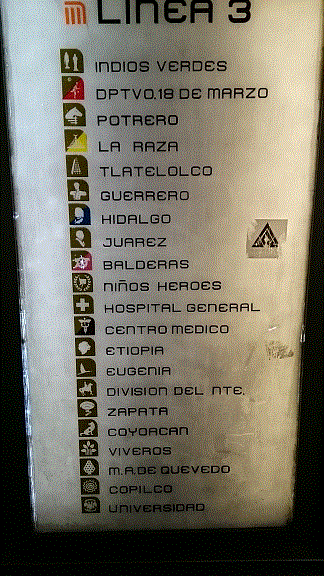 LINEA 3
INDIOS VERDES
DPTVO. 18 DE MARZO
POTRERO
LA RAZA
TLATELOLCO
GUERRERO
HIDALGO
JUAREZ
BALDERAS
NIÑOS HEROES
HOSPITAL GENERAL
CENTRO MEDICO
ETIOPIA
EUGENIA
DIVISION DEL NTE.
ZAPATA
COYOACAN
VIVEROS
M.A. DE QUEVEDO
COPILCO
UNIVERSIDAD